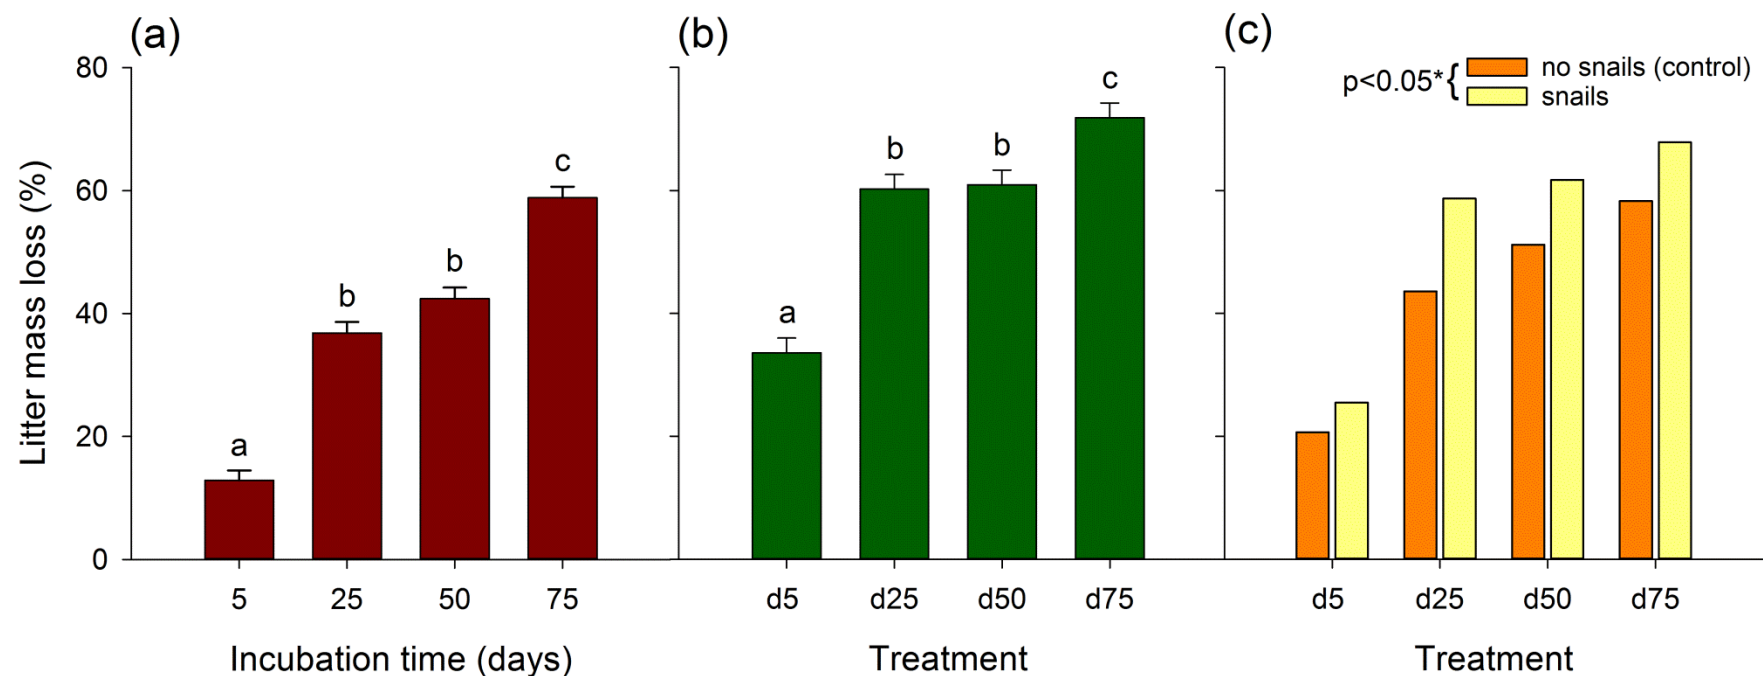 (a)
(b)
(c)
Litter mass loss (%)
80
60
40
20
0
a
b
b
c
5
25
50
75
Incubation time (days)
a
b
b
c
d5
d25
d50
d75
Treatment
p<0.05*{
no snails (control)
snails
d5
d25
d50
d75
Treatment